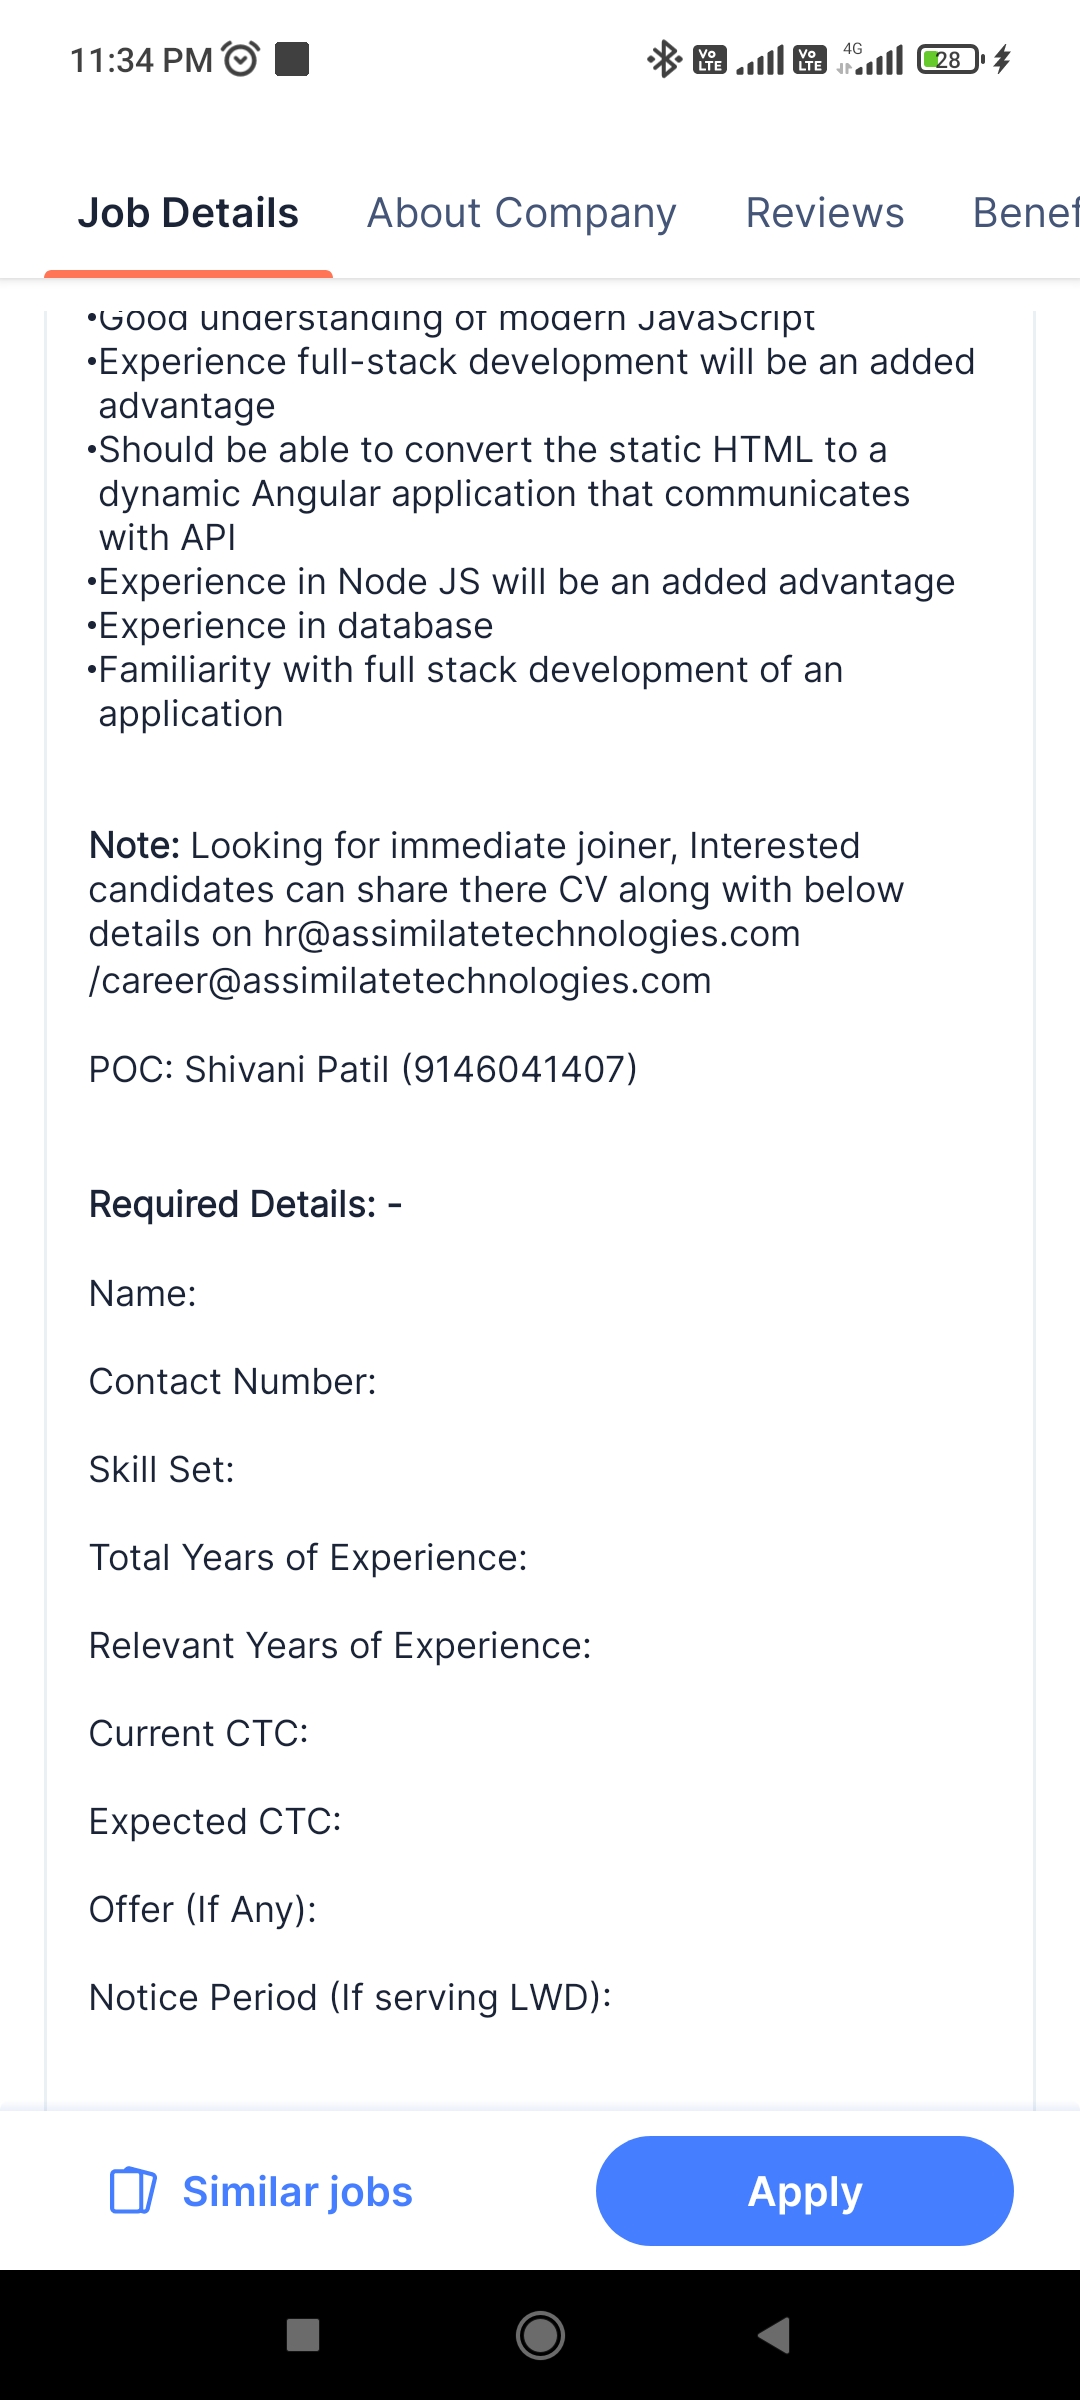 11:34 PM
Vo LTE
Vo LTE
4G
28
Job Details
About Company
Reviews
Benef
•Good understanding of modern JavaScript
•Experience full-stack development will be an added
advantage
•Should be able to convert the static HTML to a
dynamic Angular application that communicates
with API
•Experience in Node JS will be an added advantage
•Experience in database
•Familiarity with full stack development of an
application
Note: Looking for immediate joiner, Interested
candidates can share there CV along with below
details on hr@assimilatetechnologies.com
/career@assimilatetechnologies.com
POC: Shivani Patil (9146041407)
Required Details: -
Name:
Contact Number:
Skill Set:
Total Years of Experience:
Relevant Years of Experience:
Current CTC:
Expected CTC:
Offer (If Any):
Notice Period (If serving LWD):
Similar jobs
Apply